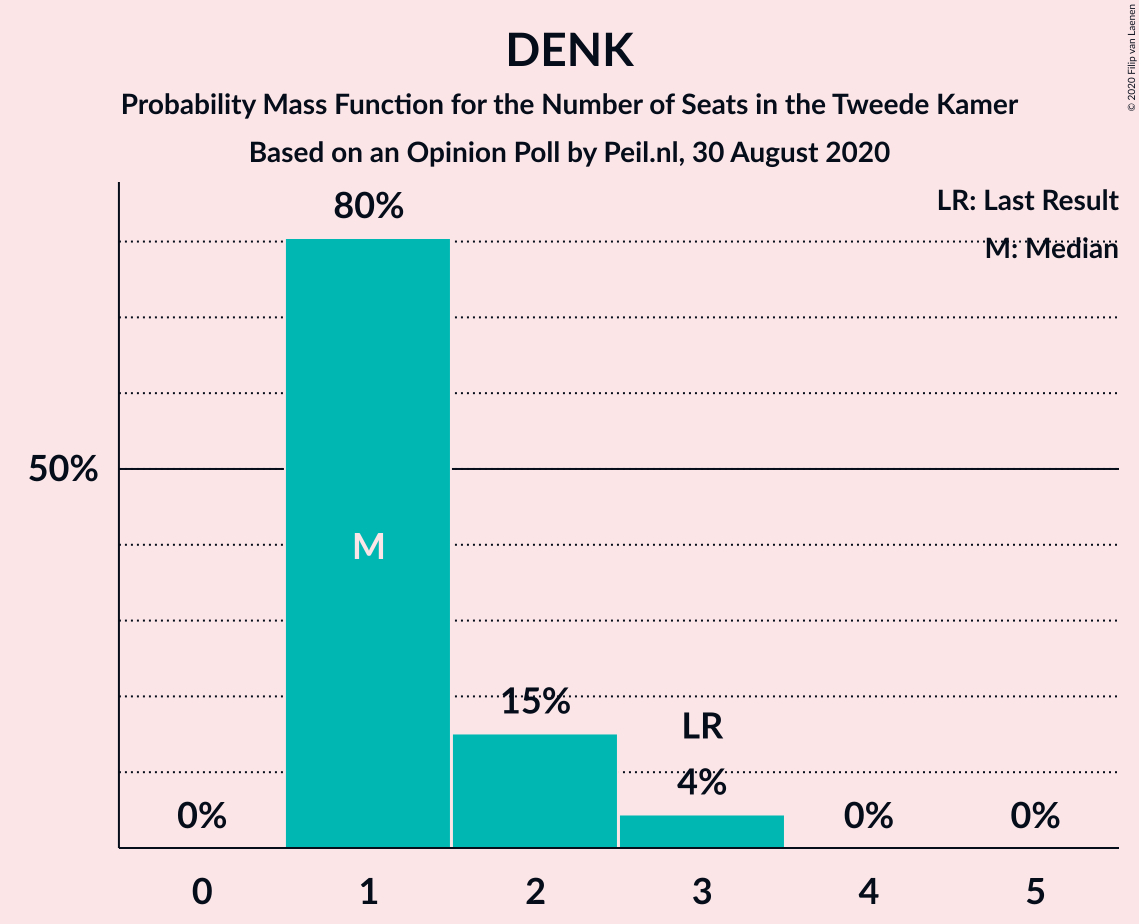 DENK
Probability Mass Function for the Number of Seats in the Tweede Kamer
Based on an Opinion Poll by Peil.nl, 30 August 2020
© 2020 Filip van Laenen
LR: Last Result
M: Median
80%
50%
M
15%
LR
4%
0%
0%
0%
0 1 2 3 4 5